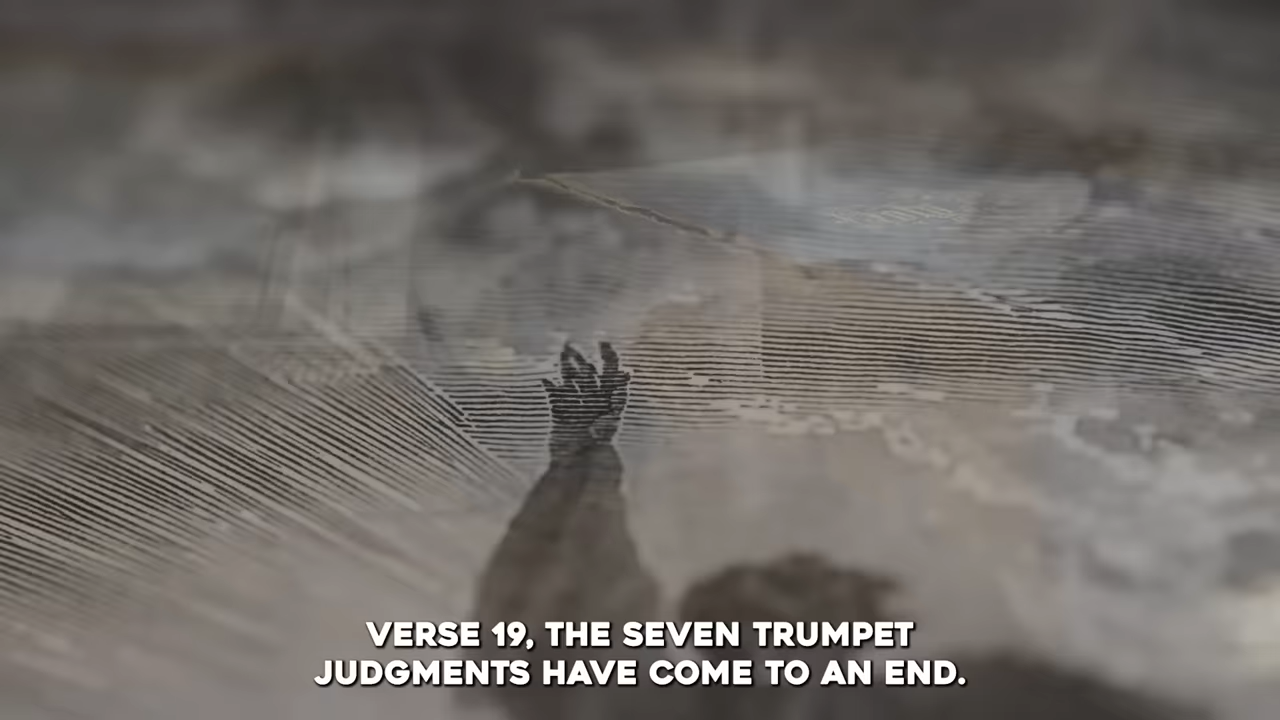 VERSE 19, THE SEVEN TRUMPET
JUDGMENTS HAVE COME TO AN END.